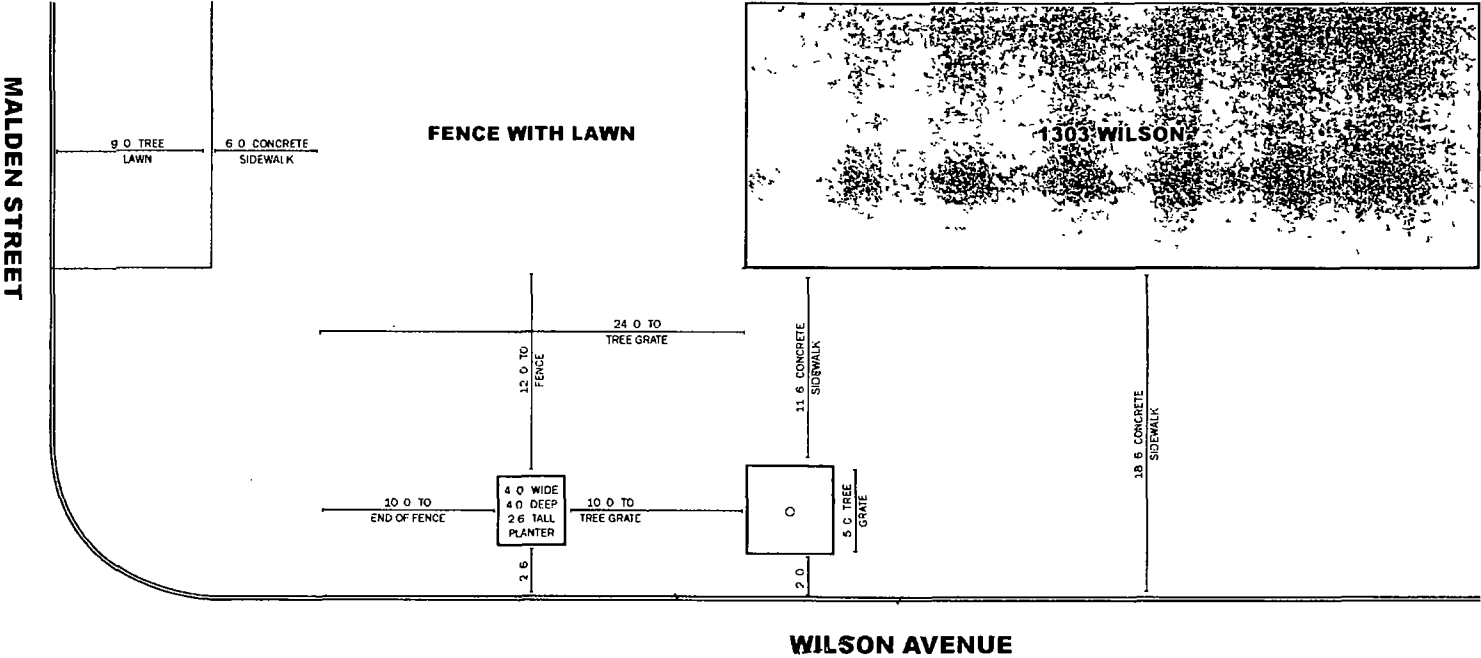 MALDEN STREET
9 0 TREE
LAWN
6 0 CONCRETE
SIDEWALK
FENCE WITH LAWN
1303 WILSON
24 0 TO
TREE GRATE
12 0 TO
FENCE
11 6 CONCRETE
SIDEWALK
18 6 CONCRETE
SIDEWALK
10 0 TO
END OF FENCE
4 0 WIDE
4 0 DEEP
2 6 TALL
PLANTER
10 0 TO
TREE GRATE
5 0 TREE
GRATE
2 6
2 0
WILSON AVENUE